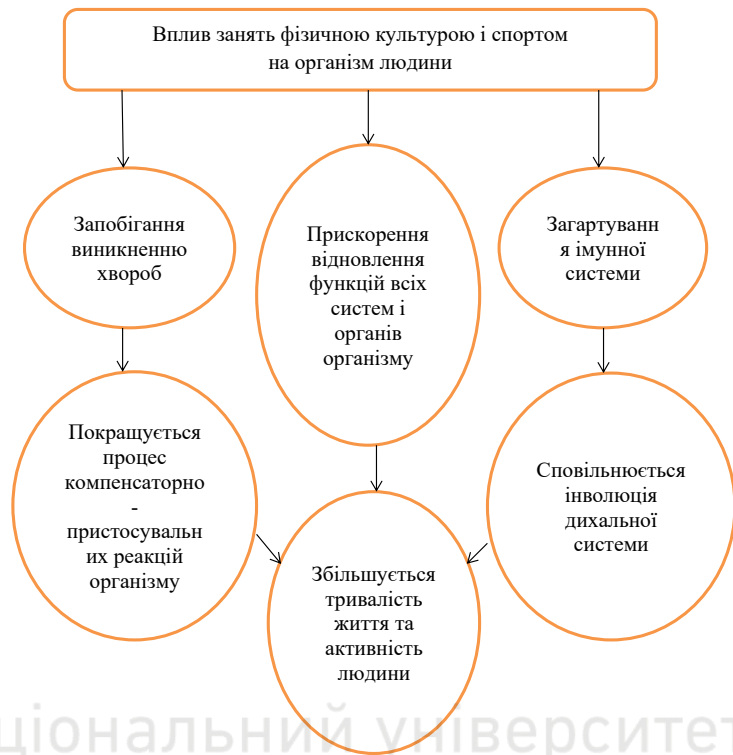 Вплив занять фізичною культурою і спортом
на організм людини
Запобігання
виникненню
хвороб
Прискорення
відновлення
функцій всіх
систем і
органів
організму
Загартуванн
я імунної
системи
Покращується
процес
компенсаторно
-
пристосувальн
их реакцій
організму
Збільшується
тривалість
життя та
активність
людини
Сповільнюється
інволюція
дихальної
системи
ціональний університет